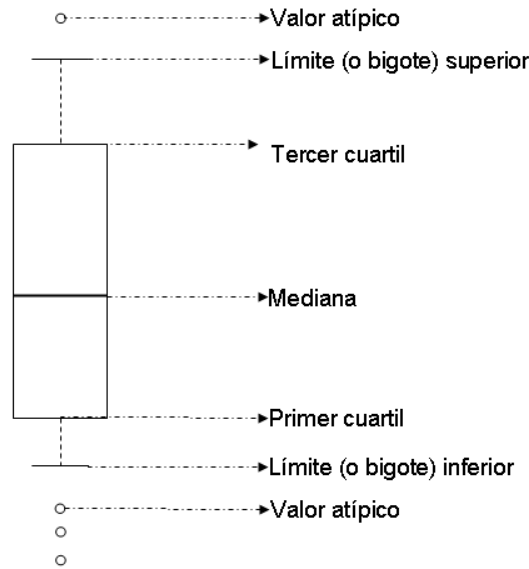 Valor atípico
Límite (o bigote) superior
Tercer cuartil
Mediana
Primer cuartil
Límite (o bigote) inferior
Valor atípico